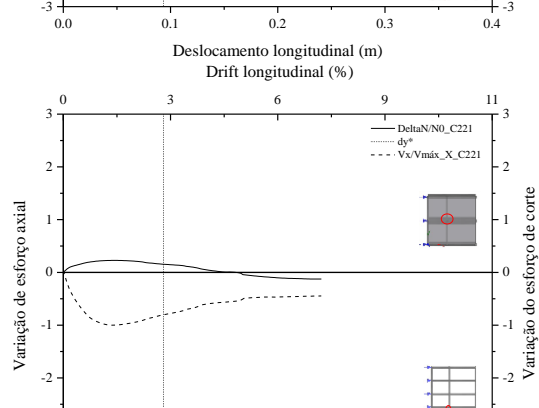 -3 -3
0.0 0.1 0.2 0.3 0.4
Deslocamento longitudinal (m)
Drift longitudinal (%)
0 3 6 9 11
3 3
DeltaN/N0_C221
dy*
Vx/Vmáx_X_C221
2 2
1 1
0 0
-1 -1
-2 -2
Variação de esforço axial
Variação do esforço de corte